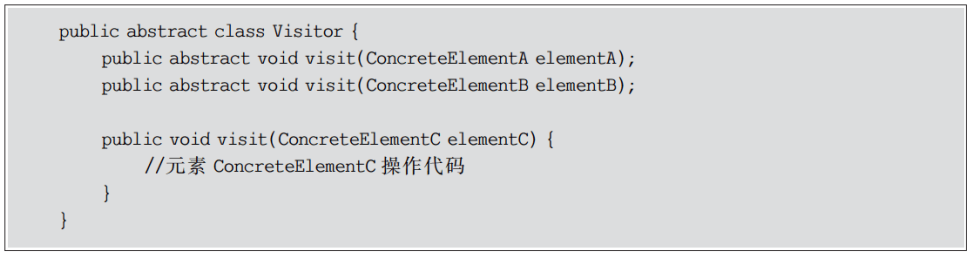 public abstract class Visitor {
public abstract void visit(ConcreteElementA elementA);
public abstract void visit(ConcreteElementB elementB);
public void visit(ConcreteElementC elementC) {
//元素 ConcreteElementC 操作代码
}
}